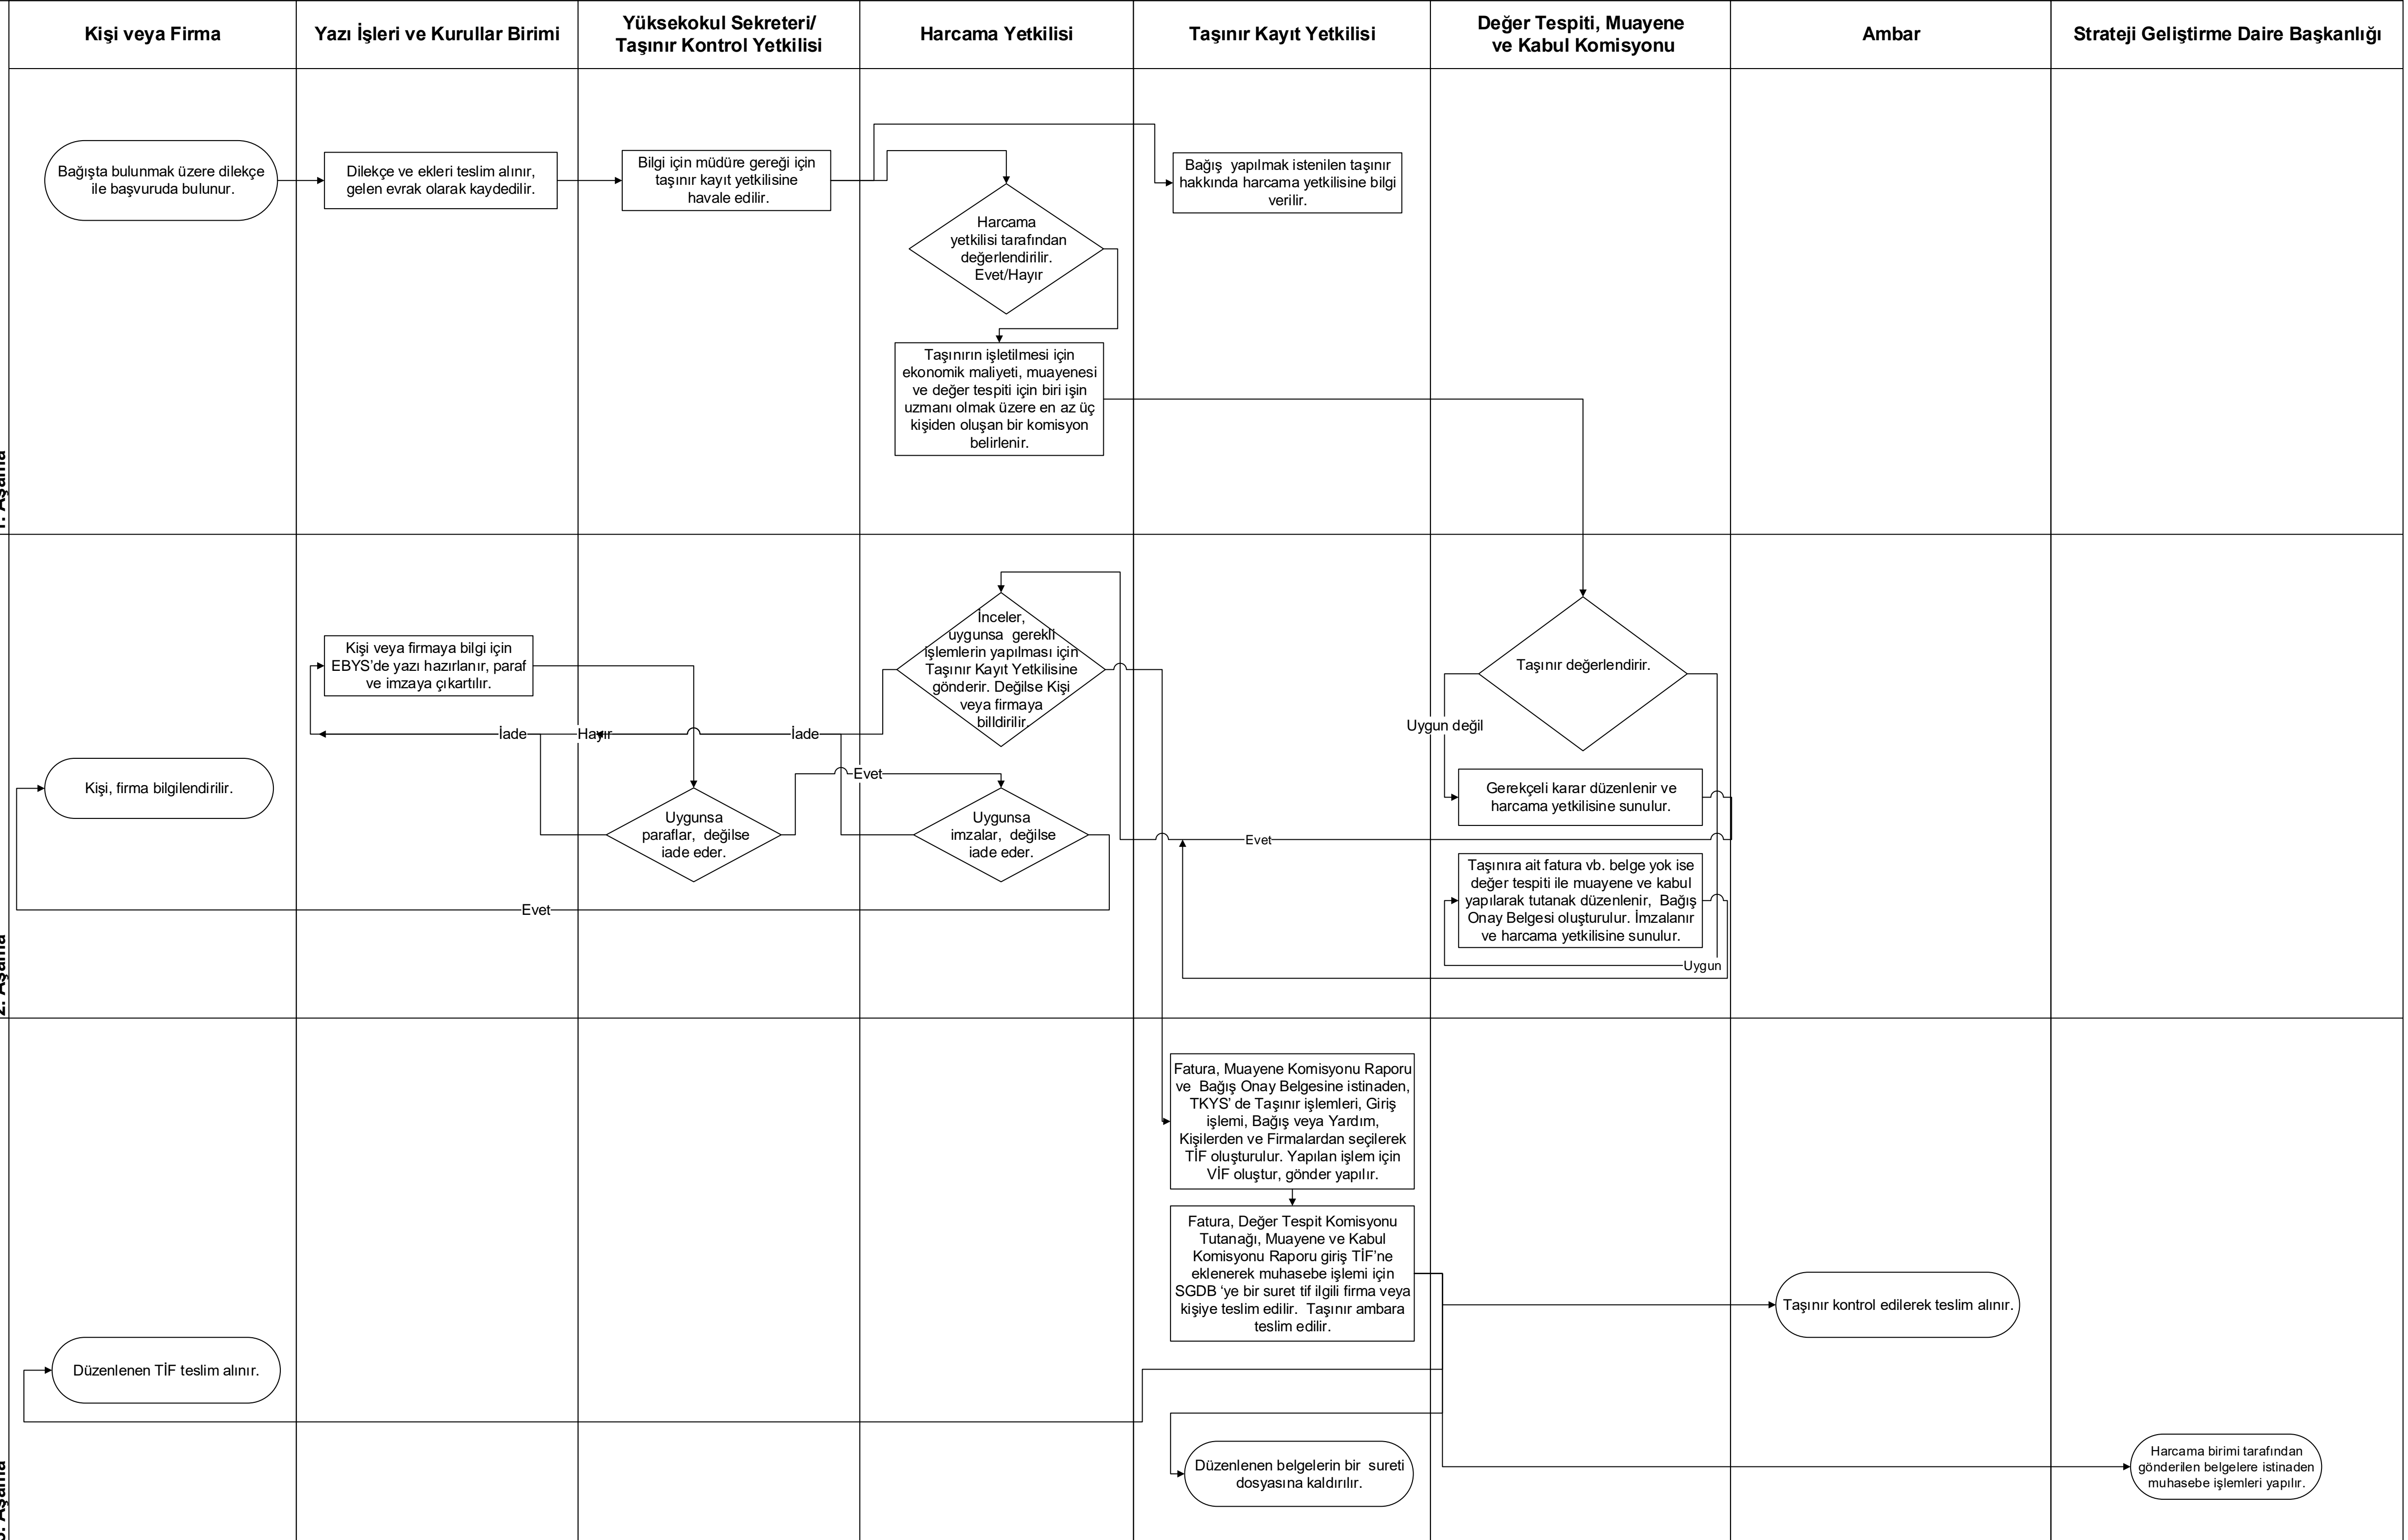 Kişi veya Firma
Yazı İşleri ve Kurullar Birimi
Yüksekokul Sekreteri/
Taşınır Kontrol Yetkilisi
Harcama Yetkilisi
Taşınır Kayıt Yetkilisi
Değer Tespiti, Muayene
ve Kabul Komisyonu
Ambar
Strateji Geliştirme Daire Başkanlığı
1. Aşama
Bağışta bulunmak üzere dilekçe
ile başvuruda bulunur.
Dilekçe ve ekleri teslim alınır,
gelen evrak olarak kaydedilir.
Bilgi için müdüre gereği için
taşınır kayıt yetkilisine
havale edilir.
Harcama
yetkilisi tarafından
değerlendirilir.
Evet/Hayır
Bağış  yapılmak istenilen taşınır
hakkında harcama yetkilisine bilgi
verilir.
Taşınırın işletilmesi için
ekonomik maliyeti, muayenesi
ve değer tespiti için biri işin
uzmanı olmak üzere en az üç
kişiden oluşan bir komisyon
belirlenir.
2. Aşama
Kişi veya firmaya bilgi için
EBYS’de yazı hazırlanır, paraf
ve imzaya çıkartılır.
İnceler,
uygunsa  gerekli
işlemlerin yapılması için
Taşınır Kayıt Yetkilisine
gönderir. Değilse Kişi
veya firmaya
billdirilir.
Taşınır değerlendirir.
Uygun değil
İade
Hayır
İade
Evet
Kişi, firma bilgilendirilir.
Uygunsa
paraflar,  değilse
iade eder.
Uygunsa
imzalar,  değilse
iade eder.
Gerekçeli karar düzenlenir ve
harcama yetkilisine sunulur.
Evet
Taşınıra ait fatura vb. belge yok ise
değer tespiti ile muayene ve kabul
yapılarak tutanak düzenlenir,  Bağış
Onay Belgesi oluşturulur. İmzalanır
ve harcama yetkilisine sunulur.
Evet
Uygun
3. Aşama
Fatura, Muayene Komisyonu Raporu
ve  Bağış Onay Belgesine istinaden,
TKYS’ de Taşınır işlemleri, Giriş
işlemi, Bağış veya Yardım,
Kişilerden ve Firmalardan seçilerek
TİF oluşturulur. Yapılan işlem için
VİF oluştur, gönder yapılır.
Fatura, Değer Tespit Komisyonu
Tutanağı, Muayene ve Kabul
Komisyonu Raporu giriş TİF’ne
eklenerek muhasebe işlemi için
SGDB ‘ye bir suret tif ilgili firma veya
kişiye teslim edilir.  Taşınır ambara
teslim edilir.
Taşınır kontrol edilerek teslim alınır.
Düzenlenen TİF teslim alınır.
Düzenlenen belgelerin bir  sureti
dosyasına kaldırılır.
Harcama birimi tarafından
gönderilen belgelere istinaden
muhasebe işlemleri yapılır.